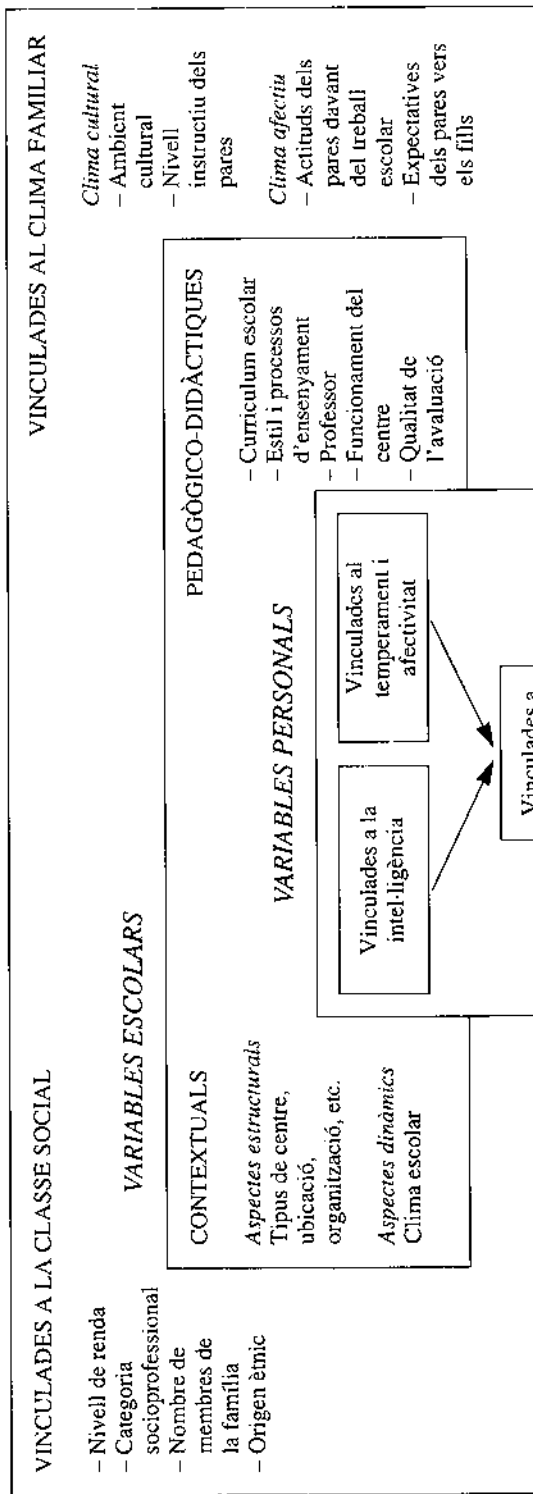 VINCULADES A LA CLASSE SOCIAL
– Nivell de renda
– Categoria
socioprofessional
– Nombre de
membres de
la família
– Origen ètnic
VINCULADES AL CLIMA FAMILIAR
Clima cultural
– Ambient
cultural
– Nivell
instructiu dels
pares
Clima afectiu
– Actituds dels
pares davant
del treball
escolar
– Expectatives
dels pares vers
els fills
VARIABLES ESCOLARS
CONTEXTUALS
Aspectes estructurals
Tipus de centre,
ubicació,
organització, etc.
Aspectes dinàmics
Clima escolar
PEDAGÒGICO-DIDÀCTIQUES
– Curriculum escolar
– Estil i processos
d'ensenyament
– Professor
– Funcionament del
centre
– Qualitat de
l'avaluació
VARIABLES PERSONALS
Vinculades a la
intel·ligència
Vinculades al
temperament i
afectivitat
Vinculades a